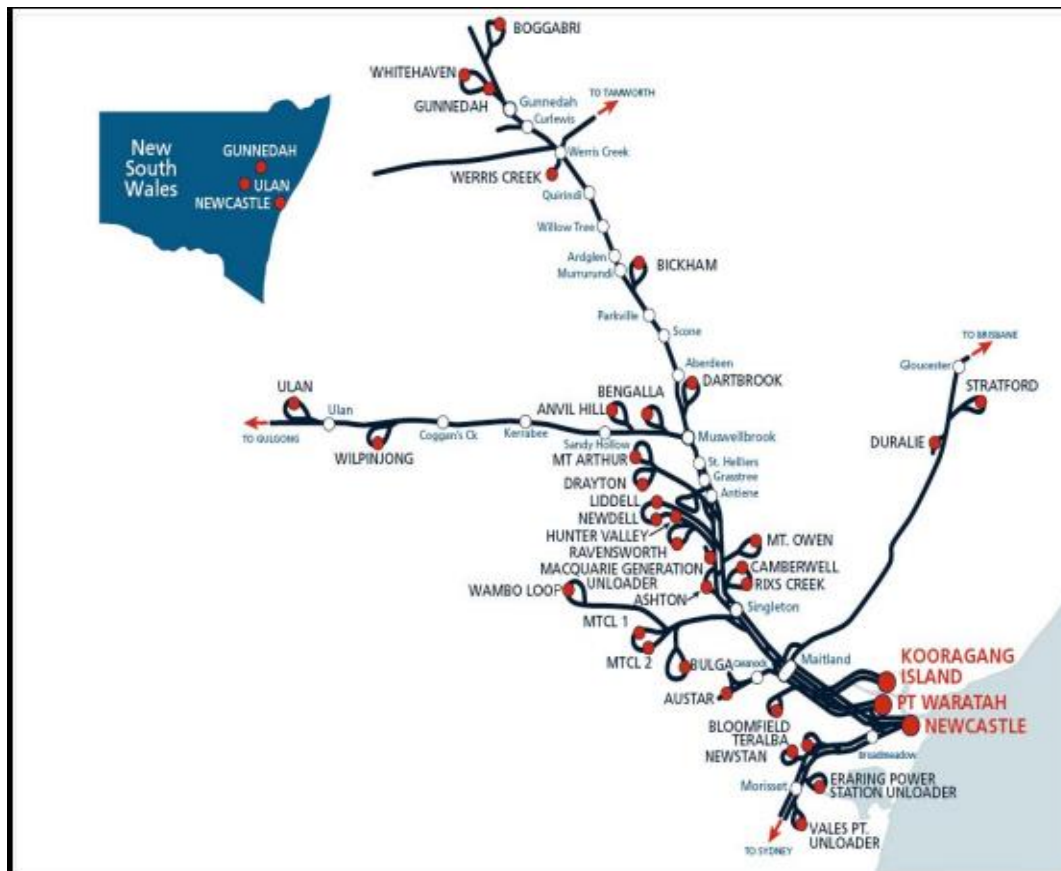 BOGGABRI
WHITEHAVEN
TO TAMWORTH
GUNNEDAH
Gunnedah
Curlewis
New
South
Wales
GUNNEDAH
ULAN
NEWCASTLE
Werris Creek
WERRIS CREEK
Quirindi
Willow Tree
Ardglen
Murrurundi
BICKHAM
Parkville
Scone
TO BRISBANE
Aberdeen
Gloucester
DARTBROOK
STRATFORD
ULAN
BENGALLA
ANVIL HILL
Ulan
TO GULGONG
Coggan's Ck
Kerrabee
Sandy Hollow
Muswellbrook
DURALIE
WILPINJONG
MT ARTHUR
St. Helliers
Grasstree
DRAYTON
Antiene
LIDDELL
NEWDELL
HUNTER VALLEY
MT. OWEN
RAVENSWORTH
MACQUARIE GENERATION
UNLOADER
CAMBERWELL
RIXS CREEK
WAMBO LOOP
ASHTON
Singleton
MTCL 1
MTCL 2
BULGA
Cessnock
Maitland
KOORAGANG
ISLAND
AUSTAR
PT WARATAH
BLOOMFIELD
NEWCASTLE
TERALBA
NEWSTAN
Broadmeadow
Morisset
ERARING POWER
STATION UNLOADER
VALES PT.
UNLOADER
TO SYDNEY